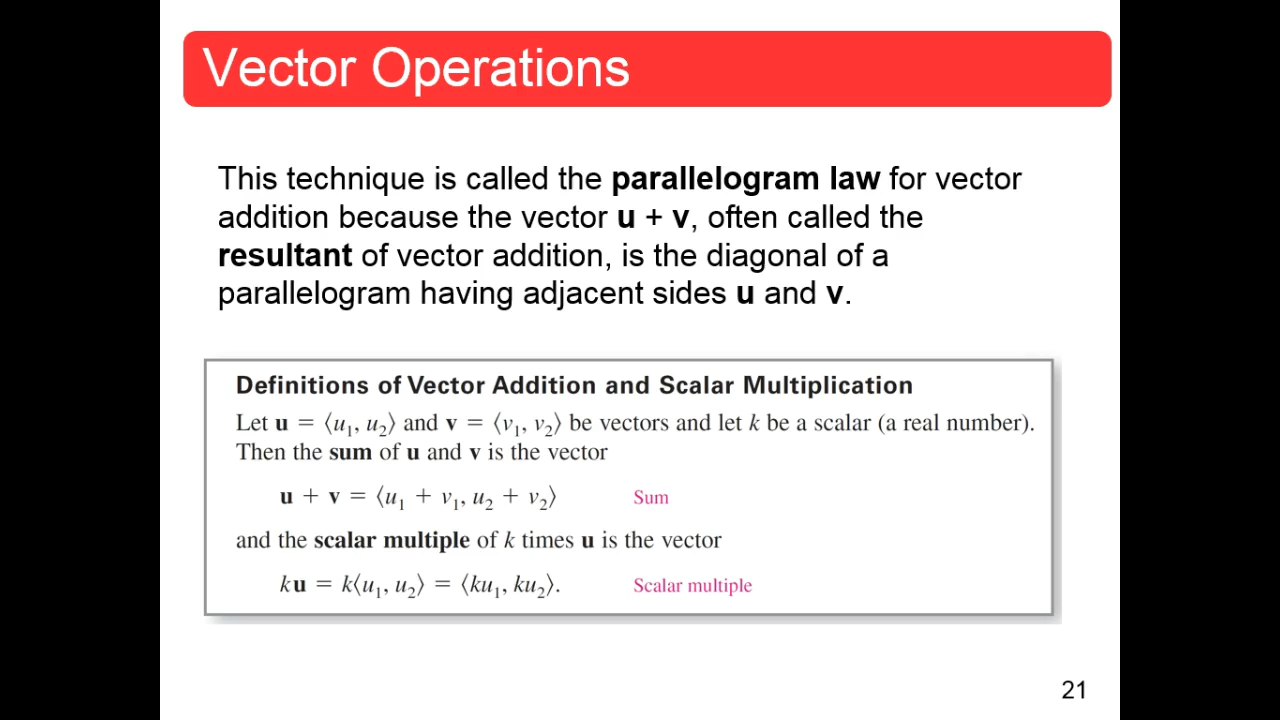 Vector Operations
This technique is called the parallelogram law for vector
addition because the vector u + v, often called the
resultant of vector addition, is the diagonal of a
parallelogram having adjacent sides u and v.
Definitions of Vector Addition and Scalar Multiplication
Let u = ⟨u₁, u₂⟩ and v = ⟨v₁, v₂⟩ be vectors and let k be a scalar (a real number).
Then the sum of u and v is the vector
u + v = ⟨u₁ + v₁, u₂ + v₂⟩ Sum
and the scalar multiple of k times u is the vector
ku = k⟨u₁, u₂⟩ = ⟨ku₁, ku₂⟩. Scalar multiple
21